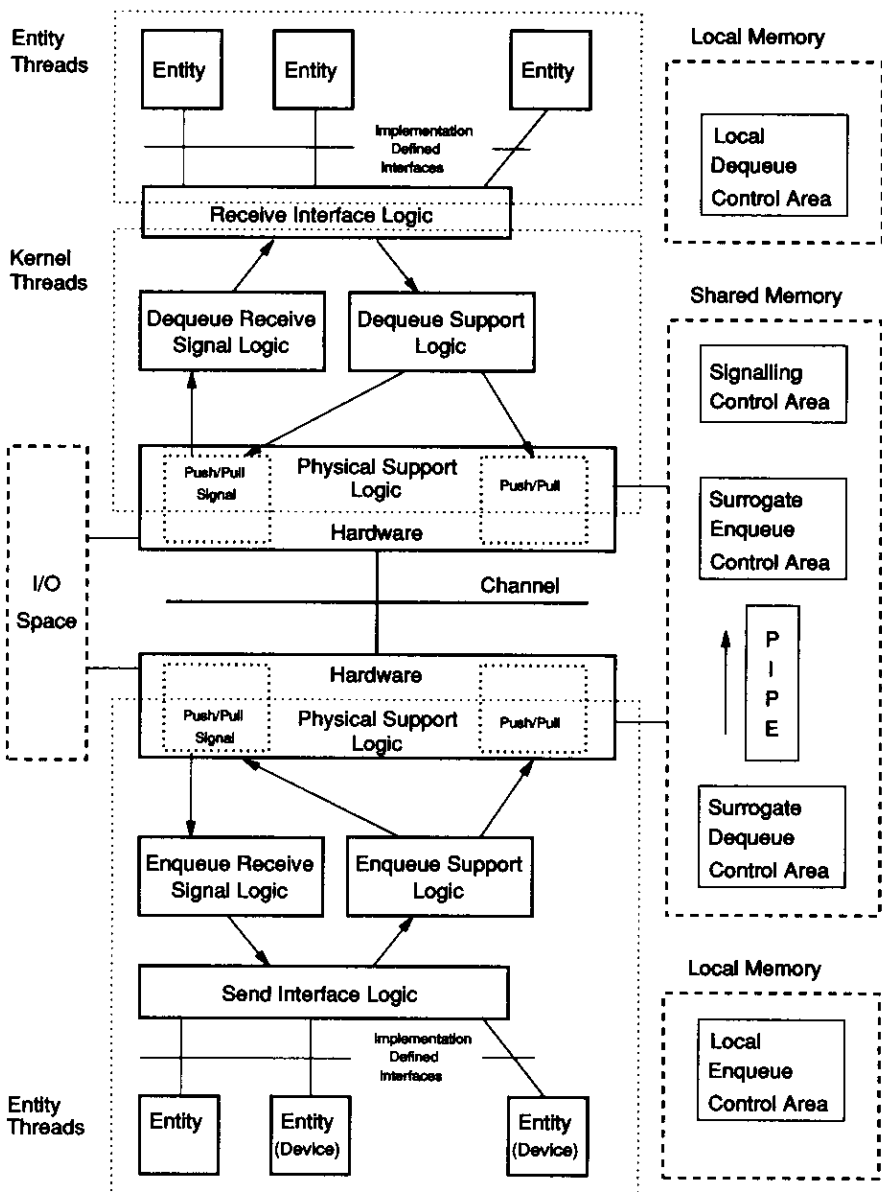 Entity
Threads
Entity
Entity
Entity
Implementation
Defined
Interfaces
Receive Interface Logic
Kernel
Threads
Dequeue Receive
Signal Logic
Dequeue Support
Logic
Push/Pull
Signal
Physical Support
Logic
Push/Pull
Hardware
I/O
Space
Channel
Hardware
Push/Pull
Signal
Physical Support
Logic
Push/Pull
Enqueue Receive
Signal Logic
Enqueue Support
Logic
Send Interface Logic
Implementation
Defined
Interfaces
Entity
Threads
Entity
Entity
(Device)
Entity
(Device)
Local Memory
Local
Dequeue
Control Area
Shared Memory
Signalling
Control Area
Surrogate
Enqueue
Control Area
P
I
P
E
Surrogate
Dequeue
Control Area
Local Memory
Local
Enqueue
Control Area